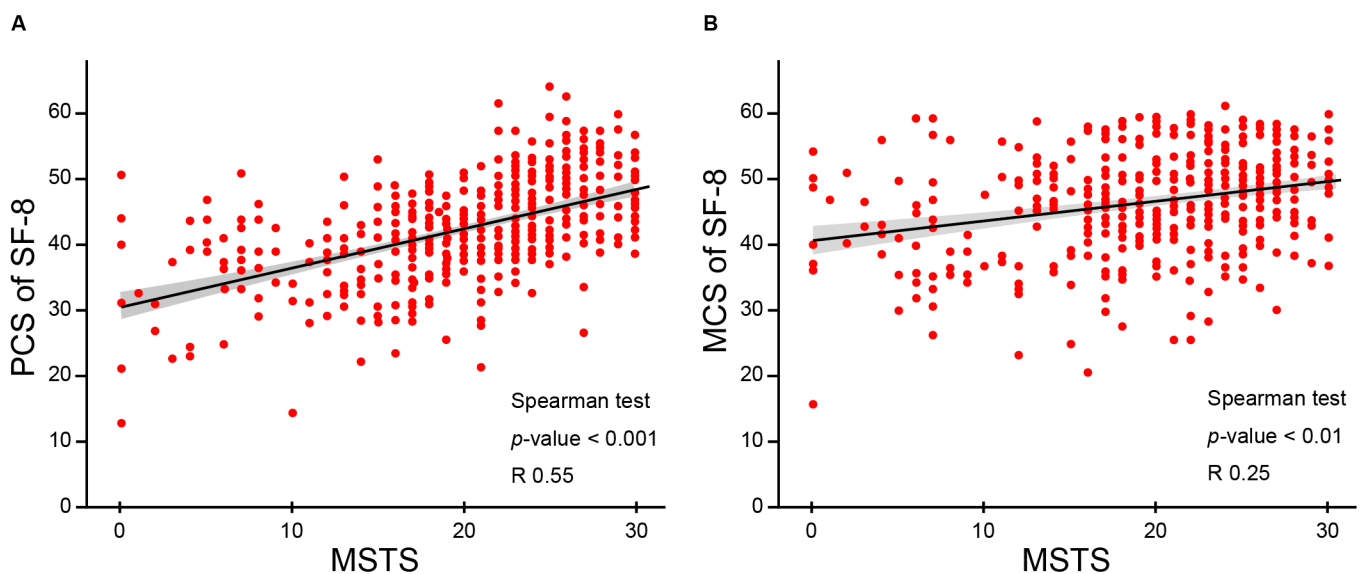 A
PCS of SF-8
60
50
40
30
20
10
0
0 10 20 30
MSTS
Spearman test
p-value < 0.001
R 0.55
B
MCS of SF-8
60
50
40
30
20
10
0
0 10 20 30
MSTS
Spearman test
p-value < 0.01
R 0.25